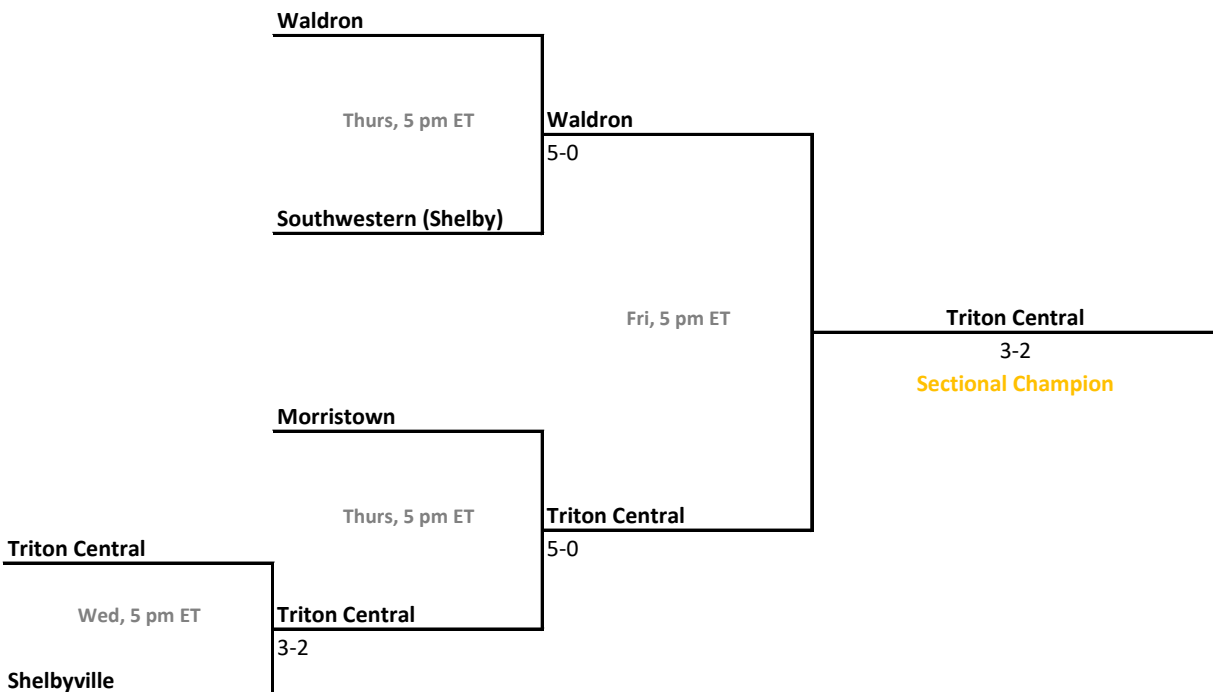 Waldron
Thurs, 5 pm ET
Waldron
5-0
Southwestern (Shelby)
Fri, 5 pm ET
Triton Central
3-2
Sectional Champion
Morristown
Thurs, 5 pm ET
Triton Central
5-0
Triton Central
Wed, 5 pm ET
Triton Central
3-2
Shelbyville